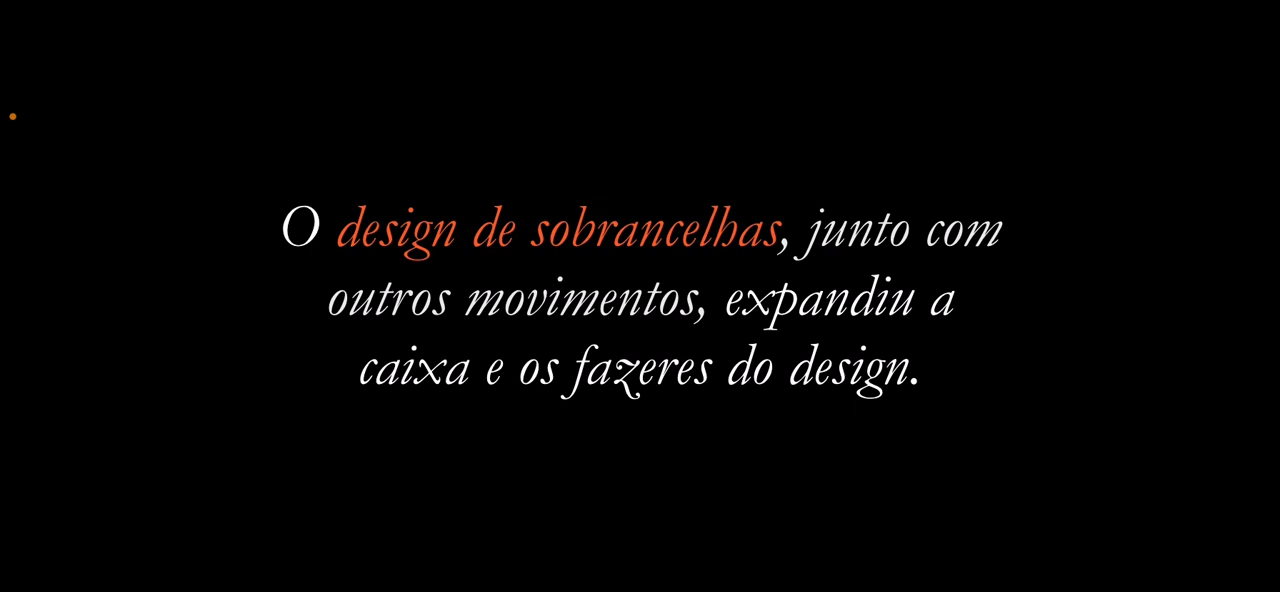 O design de sobrancelhas, junto com
outros movimentos, expandiu a
caixa e os fazeres do design.